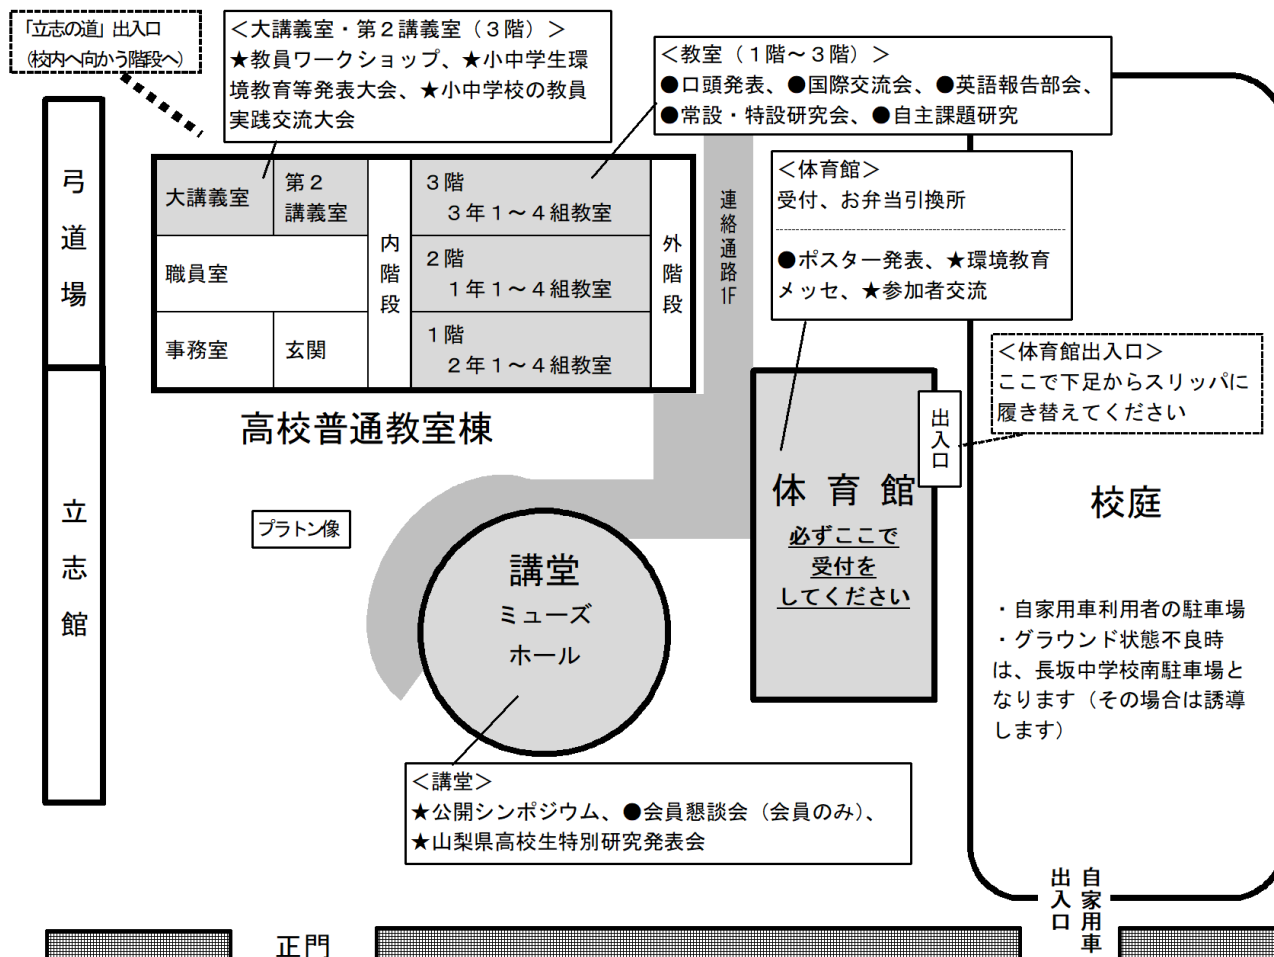 「立志の道」出入口
（校内へ向かう階段へ）
＜大講義室・第２講義室（３階）＞
★教員ワークショップ、★小中学生環
境教育等発表大会、★小中学校の教員
実践交流大会
＜教室（１階～３階）＞
●口頭発表、●国際交流会、●英語報告部会、
●常設・特設研究会、●自主課題研究
＜体育館＞
受付、お弁当引換所
●ポスター発表、★環境教育
メッセ、★参加者交流
＜体育館出入口＞
ここで下足からスリッパに
履き替えてください
弓道場
立志館
大講義室
第２
講義室
職員室
事務室
玄関
内階段
３階
３年１～４組教室
２階
１年１～４組教室
１階
２年１～４組教室
外階段
連絡通路1F
高校普通教室棟
プラトン像
講堂
ミューズ
ホール
体育館
必ずここで
受付を
してください
出入口
校庭
・自家用車利用者の駐車場
・グラウンド状態不良時
は、長坂中学校南駐車場と
なります（その場合は誘導
します）
＜講堂＞
★公開シンポジウム、●会員懇談会（会員のみ）、
★山梨県高校生特別研究発表会
正門
自家用車
出入口